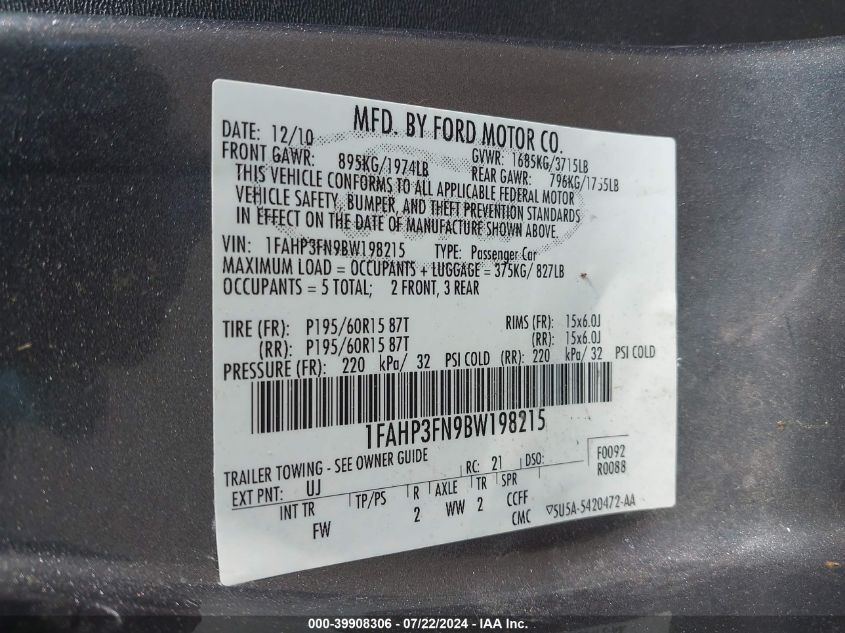 MFD. BY FORD MOTOR CO.
DATE: 12/10 GVWR: 1685KG/3715LB
FRONT GAWR: 895KG/1974LB REAR GAWR: 796KG/1755LB
THIS VEHICLE CONFORMS TO ALL APPLICABLE FEDERAL MOTOR
VEHICLE SAFETY, BUMPER, AND THEFT PREVENTION STANDARDS
IN EFFECT ON THE DATE OF MANUFACTURE SHOWN ABOVE.
VIN: 1FAHP3FN9BW198215 TYPE: Passenger Car
MAXIMUM LOAD = OCCUPANTS + LUGGAGE = 375KG/ 827LB
OCCUPANTS = 5 TOTAL; 2 FRONT, 3 REAR
TIRE (FR): P195/60R15 87T RIMS (FR): 15x6.0J
(RR): P195/60R15 87T (RR): 15x6.0J
PRESSURE (FR): 220 kPa/ 32 PSI COLD (RR): 220 kPa/ 32 PSI COLD
1FAHP3FN9BW198215
TRAILER TOWING - SEE OWNER GUIDE RC: 21 DSO: F0092
EXT PNT: UJ R0088
INT TR TP/PS R AXLE TR SPR
FW 2 WW 2 CCFF
CMC ▽5U5A-5420472-AA
000-39908306 - 07/22/2024 - IAA Inc.